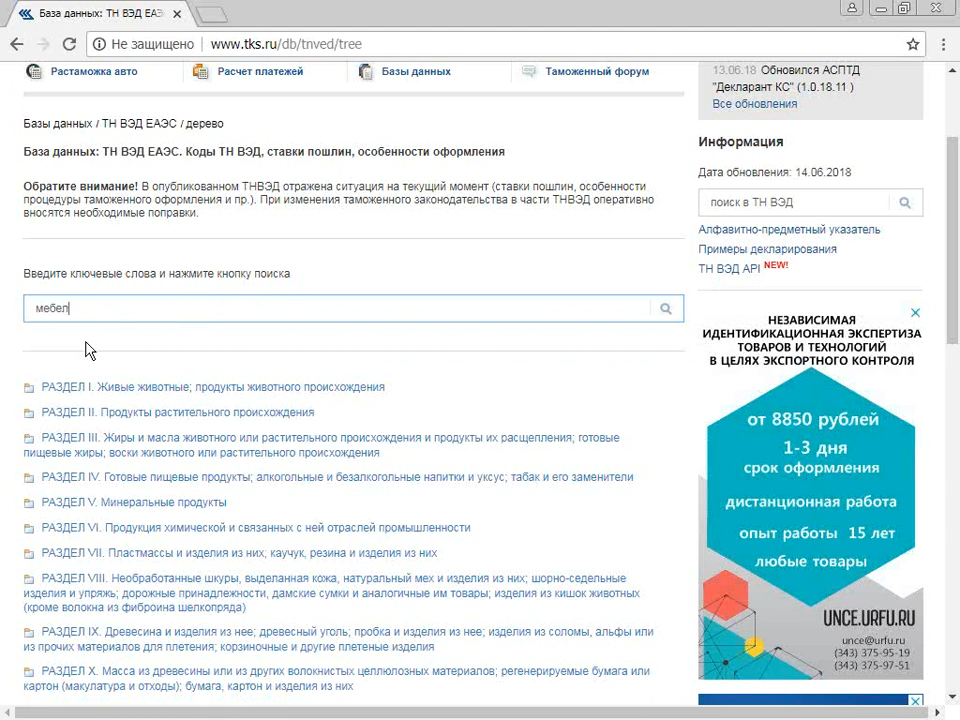 База данных: ТН ВЭД ЕАЭС
Не защищено
www.tks.ru/db/tnved/tree
Растаможка авто
Расчет платежей
Базы данных
Таможенный форум
13.06.18 Обновился АСПТД
"Декларант КС" (1.0.18.11 )
Все обновления
Базы данных / ТН ВЭД ЕАЭС / дерево
База данных: ТН ВЭД ЕАЭС. Коды ТН ВЭД, ставки пошлин, особенности оформления
Обратите внимание! В опубликованном ТНВЭД отражена ситуация на текущий момент (ставки пошлин, особенности
процедуры таможенного оформления и пр.). При изменения таможенного законодательства в части ТНВЭД оперативно
вносятся необходимые поправки.
Введите ключевые слова и нажмите кнопку поиска
мебел
РАЗДЕЛ I. Живые животные; продукты животного происхождения
РАЗДЕЛ II. Продукты растительного происхождения
РАЗДЕЛ III. Жиры и масла животного или растительного происхождения и продукты их расщепления; готовые
пищевые жиры; воски животного или растительного происхождения
РАЗДЕЛ IV. Готовые пищевые продукты; алкогольные и безалкогольные напитки и уксус; табак и его заменители
РАЗДЕЛ V. Минеральные продукты
РАЗДЕЛ VI. Продукция химической и связанных с ней отраслей промышленности
РАЗДЕЛ VII. Пластмассы и изделия из них; каучук, резина и изделия из них
РАЗДЕЛ VIII. Необработанные шкуры, выделанная кожа, натуральный мех и изделия из них; шорно-седельные
изделия и упряжь; дорожные принадлежности, дамские сумки и аналогичные им товары; изделия из кишок животных
(кроме волокна из фиброина шелкопряда)
РАЗДЕЛ IX. Древесина и изделия из нее; древесный уголь; пробка и изделия из нее; изделия из соломы, альфы или
из прочих материалов для плетения; корзиночные и другие плетеные изделия
РАЗДЕЛ X. Масса из древесины или из других волокнистых целлюлозных материалов; регенерируемые бумага или
картон (макулатура и отходы); бумага, картон и изделия из них
Информация
Дата обновления: 14.06.2018
поиск в ТН ВЭД
Алфавитно-предметный указатель
Примеры декларирования
ТН ВЭД API NEW!
НЕЗАВИСИМАЯ
ИДЕНТИФИКАЦИОННАЯ ЭКСПЕРТИЗА
ТОВАРОВ И ТЕХНОЛОГИЙ
В ЦЕЛЯХ ЭКСПОРТНОГО КОНТРОЛЯ
от 8850 рублей
1-3 дня
срок оформления
дистанционная работа
опыт работы 15 лет
любые товары
UNCE.URFU.RU
unce@urfu.ru
(343) 375-95-19
(343) 375-97-51